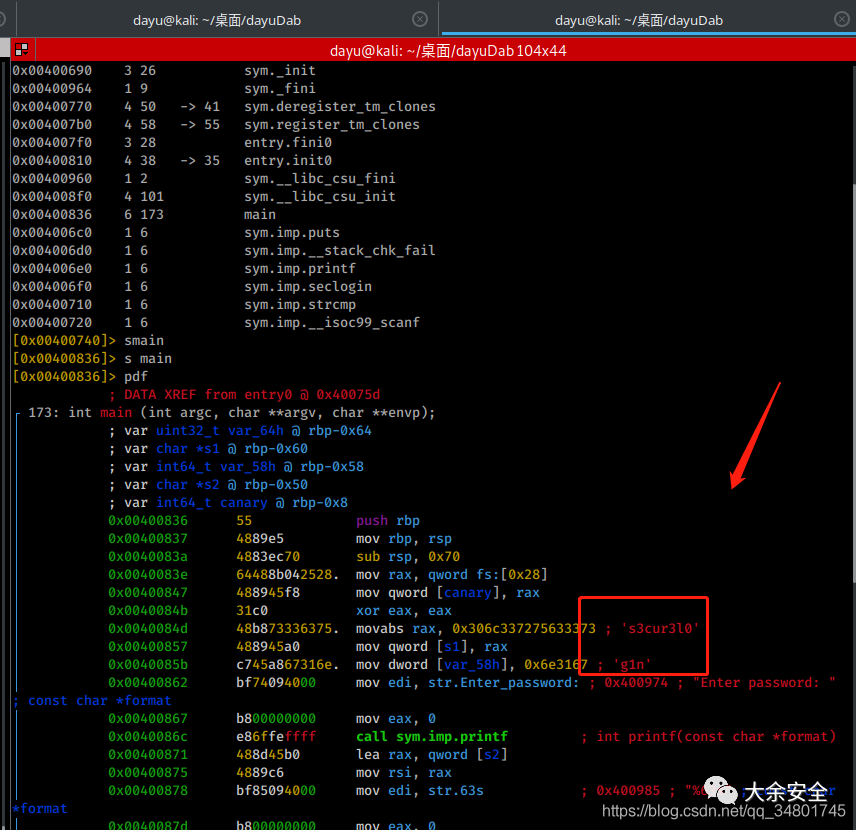 dayu@kali: ~/桌面/dayuDab
dayu@kali: ~/桌面/dayuDab
dayu@kali: ~/桌面/dayuDab 104x44
0x00400690 3 26 sym._init
0x00400964 1 9 sym._fini
0x00400770 4 50 -> 41 sym.deregister_tm_clones
0x004007b0 4 58 -> 55 sym.register_tm_clones
0x004007f0 3 28 entry.fini0
0x00400810 4 38 -> 35 entry.init0
0x00400960 1 2 sym.__libc_csu_fini
0x004008f0 4 101 sym.__libc_csu_init
0x00400836 6 173 main
0x004006c0 1 6 sym.imp.puts
0x004006d0 1 6 sym.imp.__stack_chk_fail
0x004006e0 1 6 sym.imp.printf
0x004006f0 1 6 sym.imp.seclogin
0x00400710 1 6 sym.imp.strcmp
0x00400720 1 6 sym.imp.__isoc99_scanf
[0x00400740]> smain
[0x00400836]> s main
[0x00400836]> pdf
; DATA XREF from entry0 @ 0x40075d
173: int main (int argc, char **argv, char **envp);
; var uint32_t var_64h @ rbp-0x64
; var char *s1 @ rbp-0x60
; var int64_t var_58h @ rbp-0x58
; var char *s2 @ rbp-0x50
; var int64_t canary @ rbp-0x8
0x00400836 55 push rbp
0x00400837 4889e5 mov rbp, rsp
0x0040083a 4883ec70 sub rsp, 0x70
0x0040083e 64488b042528. mov rax, qword fs:[0x28]
0x00400847 488945f8 mov qword [canary], rax
0x0040084b 31c0 xor eax, eax
0x0040084d 48b873336375. movabs rax, 0x306c337275633373 ; 's3cur3l0'
0x00400857 488945a0 mov qword [s1], rax
0x0040085b c745a867316e. mov dword [var_58h], 0x6e3167 ; 'g1n'
0x00400862 bf74094000 mov edi, str.Enter_password: ; 0x400974 ; "Enter password: "
; const char *format
0x00400867 b800000000 mov eax, 0
0x0040086c e86ffeffff call sym.imp.printf ; int printf(const char *format)
0x00400871 488d45b0 lea rax, qword [s2]
0x00400875 4889c6 mov rsi, rax
0x00400878 bf85094000 mov edi, str.63s ; 0x400985 ;
*format
0x0040087d b800000000 mov eax, 0
大余安全
https://blog.csdn.net/qq_34801745